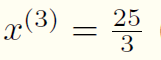 x^{(3)} = \frac{25}{3}